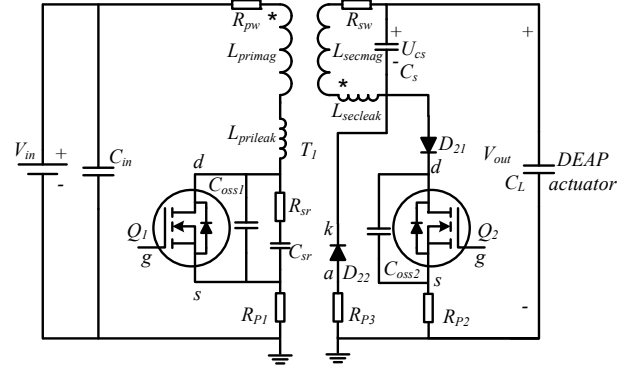 R_pw
*
R_sw
+
+
L_primag
L_secmag
U_cs
-
C_s
*
L_secleak
L_prileak
T_1
V_in
+
-
C_in
D_21
V_out
DEAP
actuator
C_L
d
C_oss1
d
R_sr
Q_1
k
Q_2
g
C_sr
a
D_22
C_oss2
g
s
s
R_P1
R_P3
R_P2
-